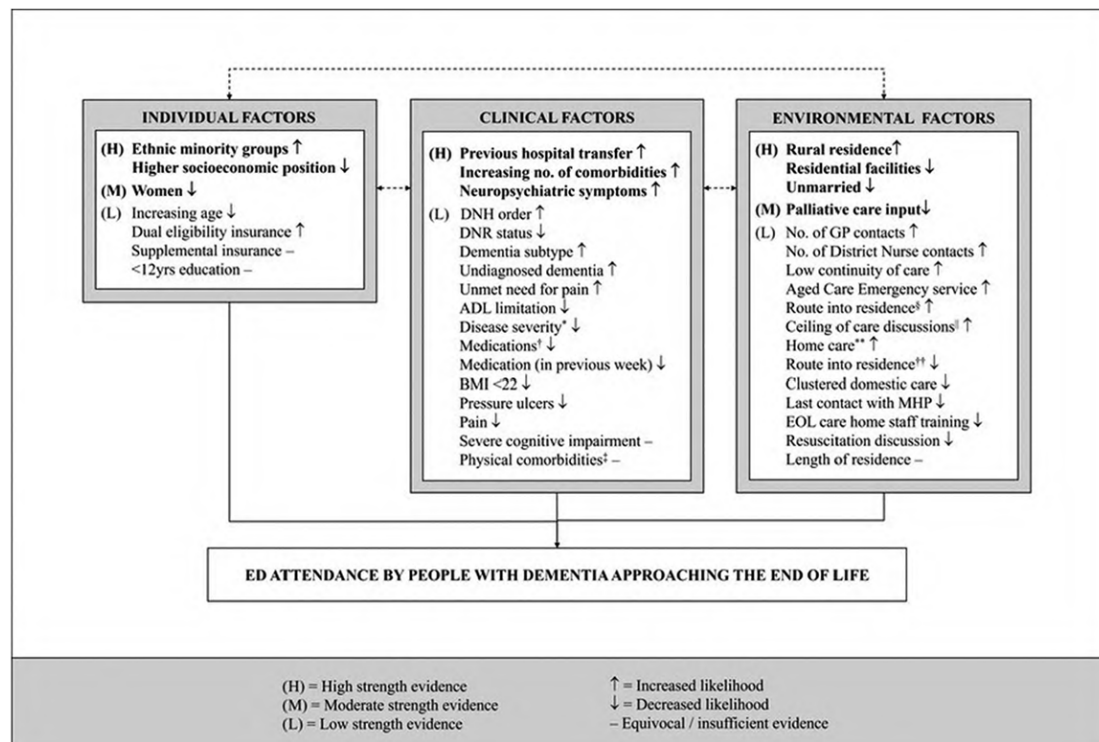 INDIVIDUAL FACTORS
(H) Ethnic minority groups ↑
Higher socioeconomic position ↓
(M) Women ↓
(L) Increasing age ↓
Dual eligibility insurance ↑
Supplemental insurance –
<12yrs education –
CLINICAL FACTORS
(H) Previous hospital transfer ↑
Increasing no. of comorbidities ↑
Neuropsychiatric symptoms ↑
(L) DNH order ↑
DNR status ↓
Dementia subtype ↑
Undiagnosed dementia ↑
Unmet need for pain ↑
ADL limitation ↓
Disease severity* ↓
Medications† ↓
Medication (in previous week) ↓
BMI <22 ↓
Pressure ulcers ↓
Pain ↓
Severe cognitive impairment –
Physical comorbidities‡ –
ENVIRONMENTAL FACTORS
(H) Rural residence↑
Residential facilities ↓
Unmarried ↓
(M) Palliative care input↓
(L) No. of GP contacts ↑
No. of District Nurse contacts ↑
Low continuity of care ↑
Aged Care Emergency service ↑
Route into residence§ ↑
Ceiling of care discussions‖ ↑
Home care** ↑
Route into residence†† ↓
Clustered domestic care ↓
Last contact with MHP ↓
EOL care home staff training ↓
Resuscitation discussion ↓
Length of residence –
ED ATTENDANCE BY PEOPLE WITH DEMENTIA APPROACHING THE END OF LIFE
(H) = High strength evidence
(M) = Moderate strength evidence
(L) = Low strength evidence
↑ = Increased likelihood
↓ = Decreased likelihood
– Equivocal / insufficient evidence